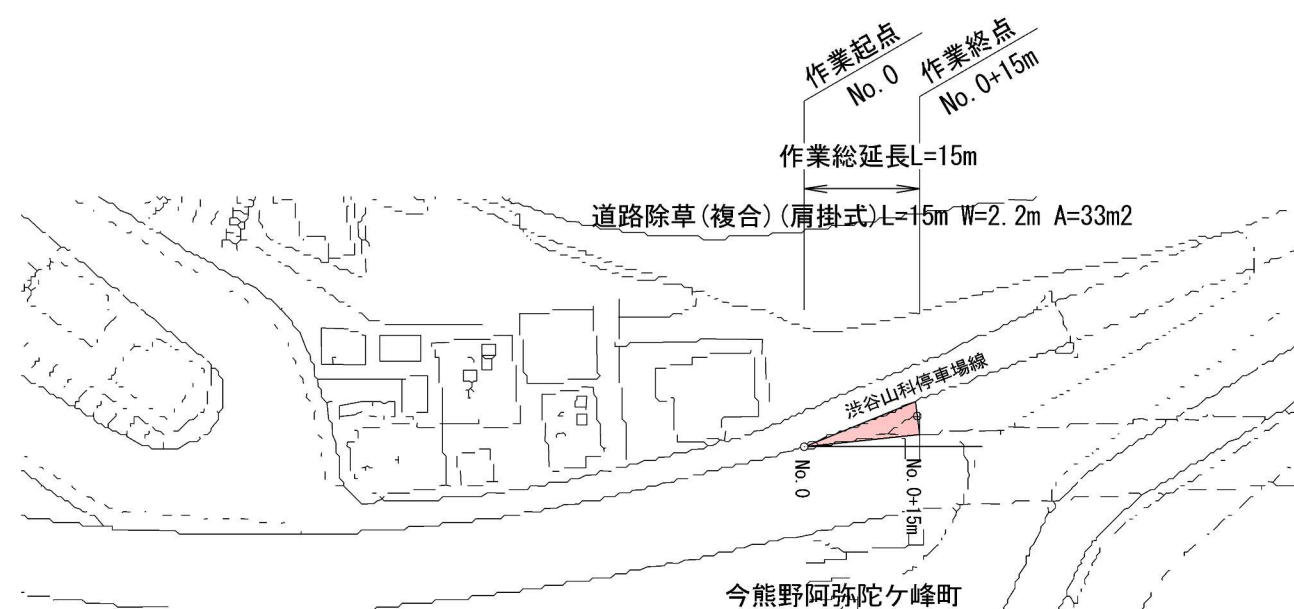 作業起点
No.0
作業終点
No.0+15m
作業総延長L=15m
道路除草(複合)(肩掛式)L=15m W=2.2m A=33m2
渋谷山科停車場線
No.0
No.0+15m
今熊野阿弥陀ケ峰町